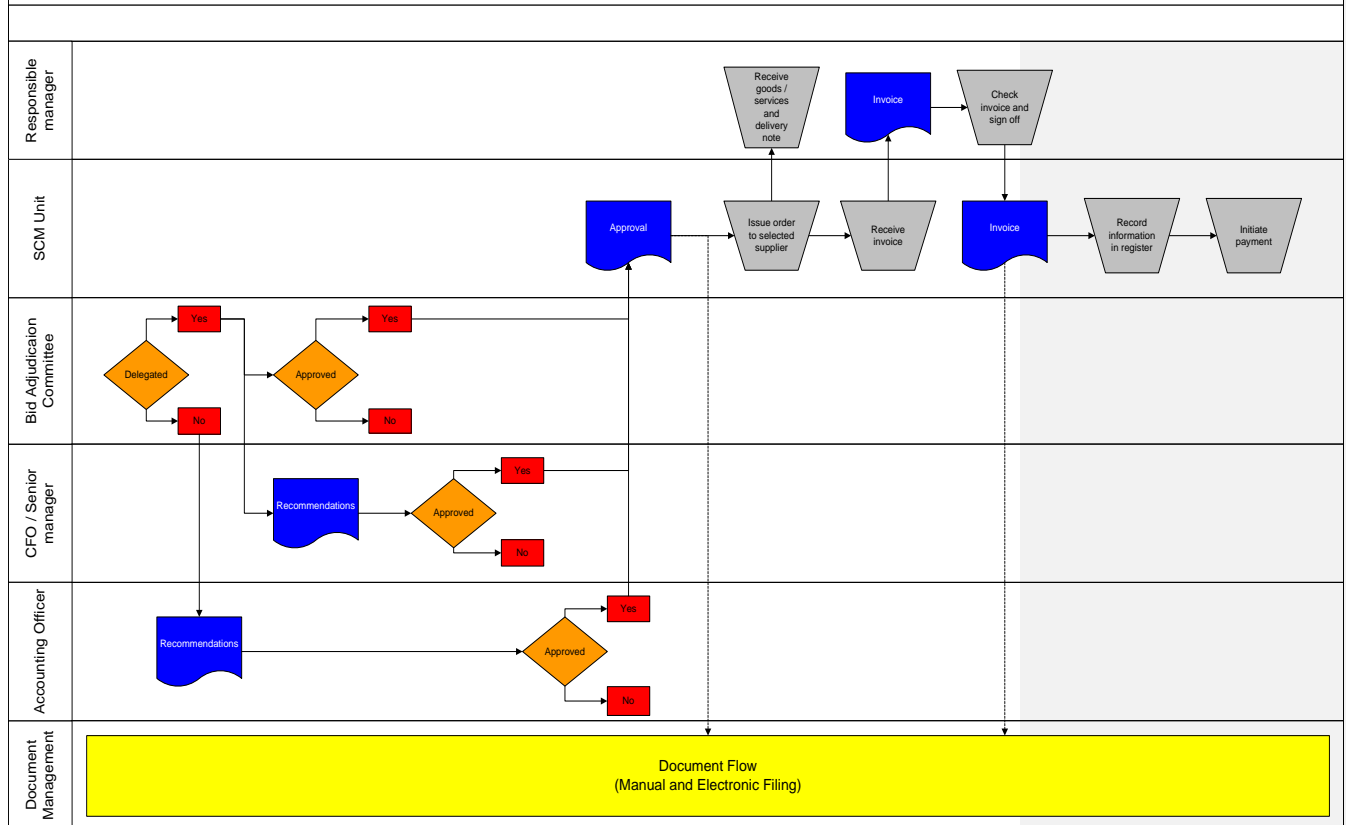 Responsible
manager
Receive
goods /
services
and
delivery
note
Invoice
Check
invoice and
sign off
SCM Unit
Approval
Issue order
to selected
supplier
Receive
invoice
Invoice
Record
information
in register
Initiate
payment
Bid Adjudicaion
Committee
Delegated
Yes
No
Approved
Yes
No
CFO / Senior
manager
Recommendations
Approved
Yes
No
Accounting Officer
Recommendations
Approved
Yes
No
Document
Management
Document Flow
(Manual and Electronic Filing)